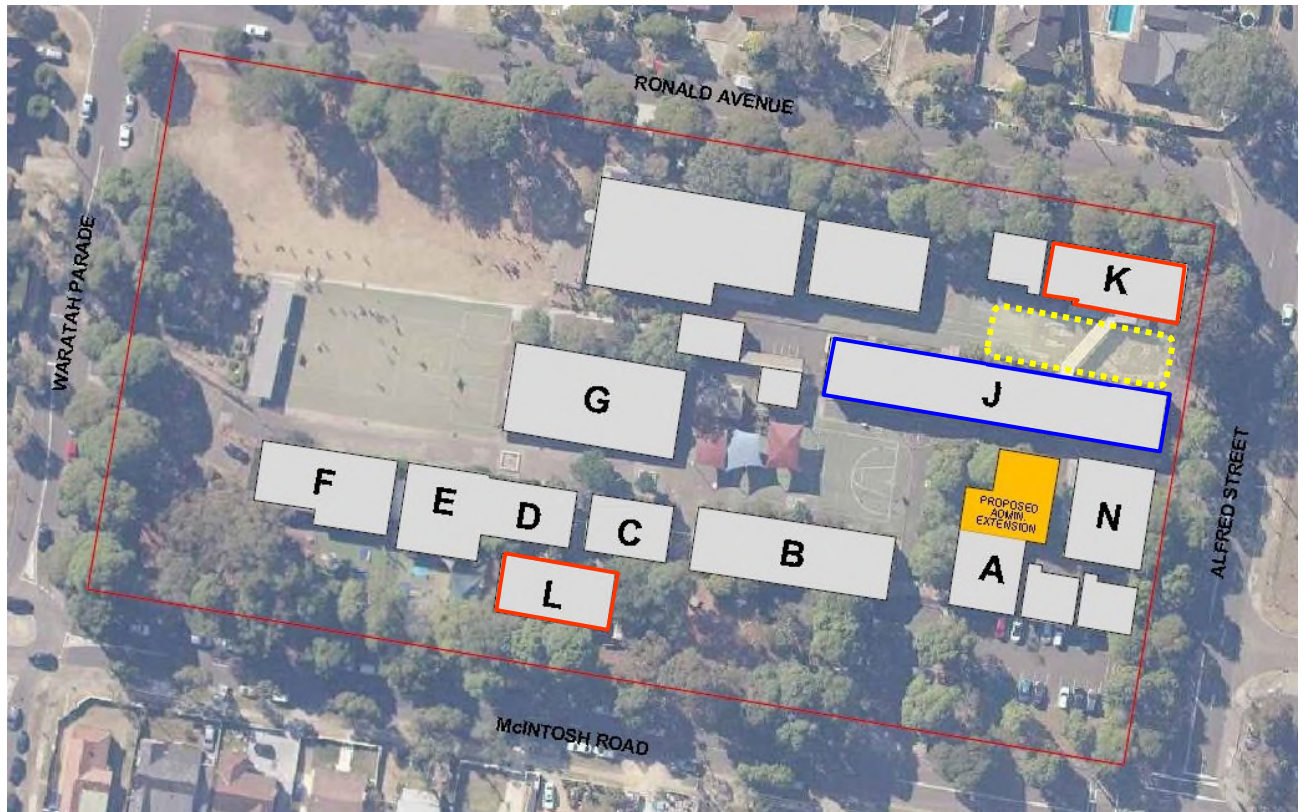 RONALD AVENUE
WARATAH PARADE
K
J
G
F
E
D
C
B
PROPOSED
ADMIN.
EXTENSION
N
A
L
ALFRED STREET
McINTOSH ROAD